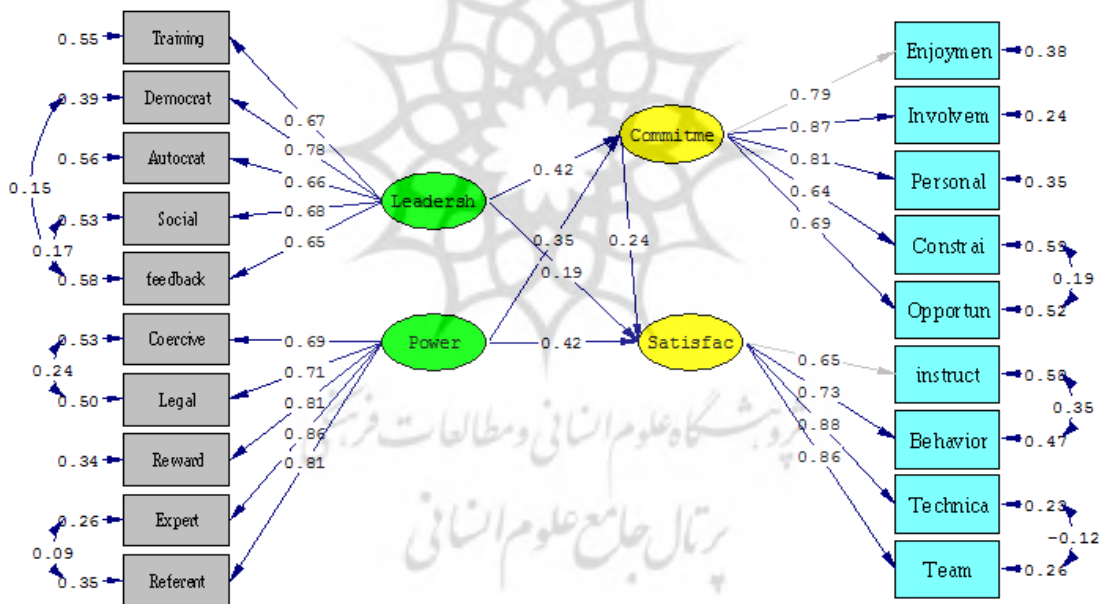 0.55 Training
0.39 Democrat
0.56 Autocrat
0.53 Social
0.58 feedback
0.53 Coercive
0.50 Legal
0.34 Reward
0.26 Expert
0.35 Referent
0.15
0.17
0.24
0.09
0.67
0.78
0.66
0.68
0.65
0.69
0.71
0.81
0.86
0.81
Leadersh
Power
0.42
0.35
0.19
0.24
0.42
Commitme
Satisfac
0.79
0.87
0.81
0.64
0.69
0.65
0.73
0.88
0.86
Enjoymen 0.38
Involvem 0.24
Personal 0.35
Constrai 0.59
Opportun 0.52
instruct 0.58
Behavior 0.47
Technica 0.23
Team 0.26
0.19
0.35
-0.12
پژوهشگاه علوم انسانی و مطالعات فرهنگی
پرتال جامع علوم انسانی